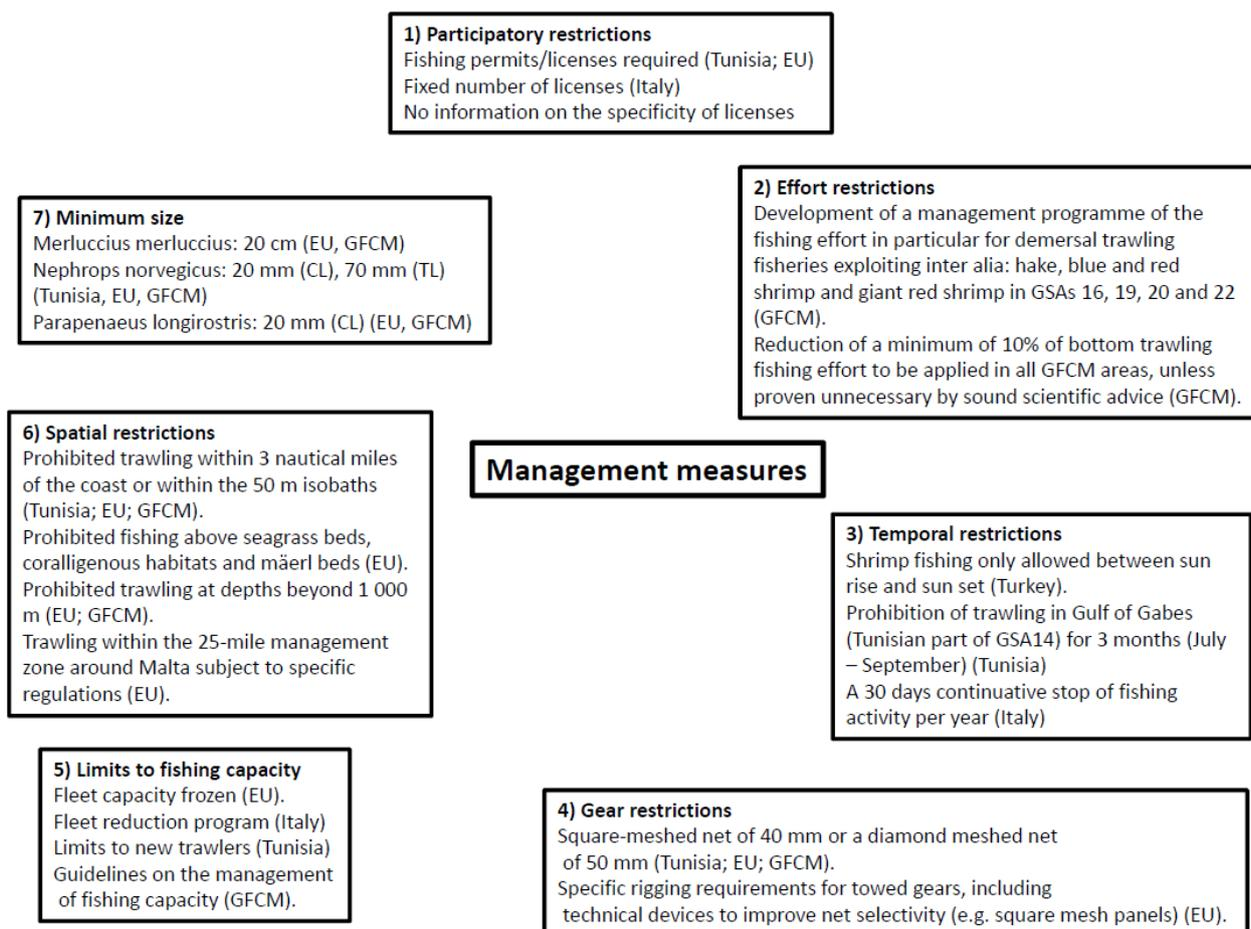 1) Participatory restrictions
Fishing permits/licenses required (Tunisia; EU)
Fixed number of licenses (Italy)
No information on the specificity of licenses
2) Effort restrictions
Development of a management programme of the
fishing effort in particular for demersal trawling
fisheries exploiting inter alia: hake, blue and red
shrimp and giant red shrimp in GSAs 16, 19, 20 and 22
(GFCM).
Reduction of a minimum of 10% of bottom trawling
fishing effort to be applied in all GFCM areas, unless
proven unnecessary by sound scientific advice (GFCM).
7) Minimum size
Merluccius merluccius: 20 cm (EU, GFCM)
Nephrops norvegicus: 20 mm (CL), 70 mm (TL)
(Tunisia, EU, GFCM)
Parapenaeus longirostris: 20 mm (CL) (EU, GFCM)
6) Spatial restrictions
Prohibited trawling within 3 nautical miles
of the coast or within the 50 m isobaths
(Tunisia; EU; GFCM).
Prohibited fishing above seagrass beds,
coralligenous habitats and mäerl beds (EU).
Prohibited trawling at depths beyond 1 000
m (EU; GFCM).
Trawling within the 25-mile management
zone around Malta subject to specific
regulations (EU).
Management measures
3) Temporal restrictions
Shrimp fishing only allowed between sun
rise and sun set (Turkey).
Prohibition of trawling in Gulf of Gabes
(Tunisian part of GSA14) for 3 months (July
– September) (Tunisia)
A 30 days continuative stop of fishing
activity per year (Italy)
5) Limits to fishing capacity
Fleet capacity frozen (EU).
Fleet reduction program (Italy)
Limits to new trawlers (Tunisia)
Guidelines on the management
of fishing capacity (GFCM).
4) Gear restrictions
Square-meshed net of 40 mm or a diamond meshed net
of 50 mm (Tunisia; EU; GFCM).
Specific rigging requirements for towed gears, including
technical devices to improve net selectivity (e.g. square mesh panels) (EU).